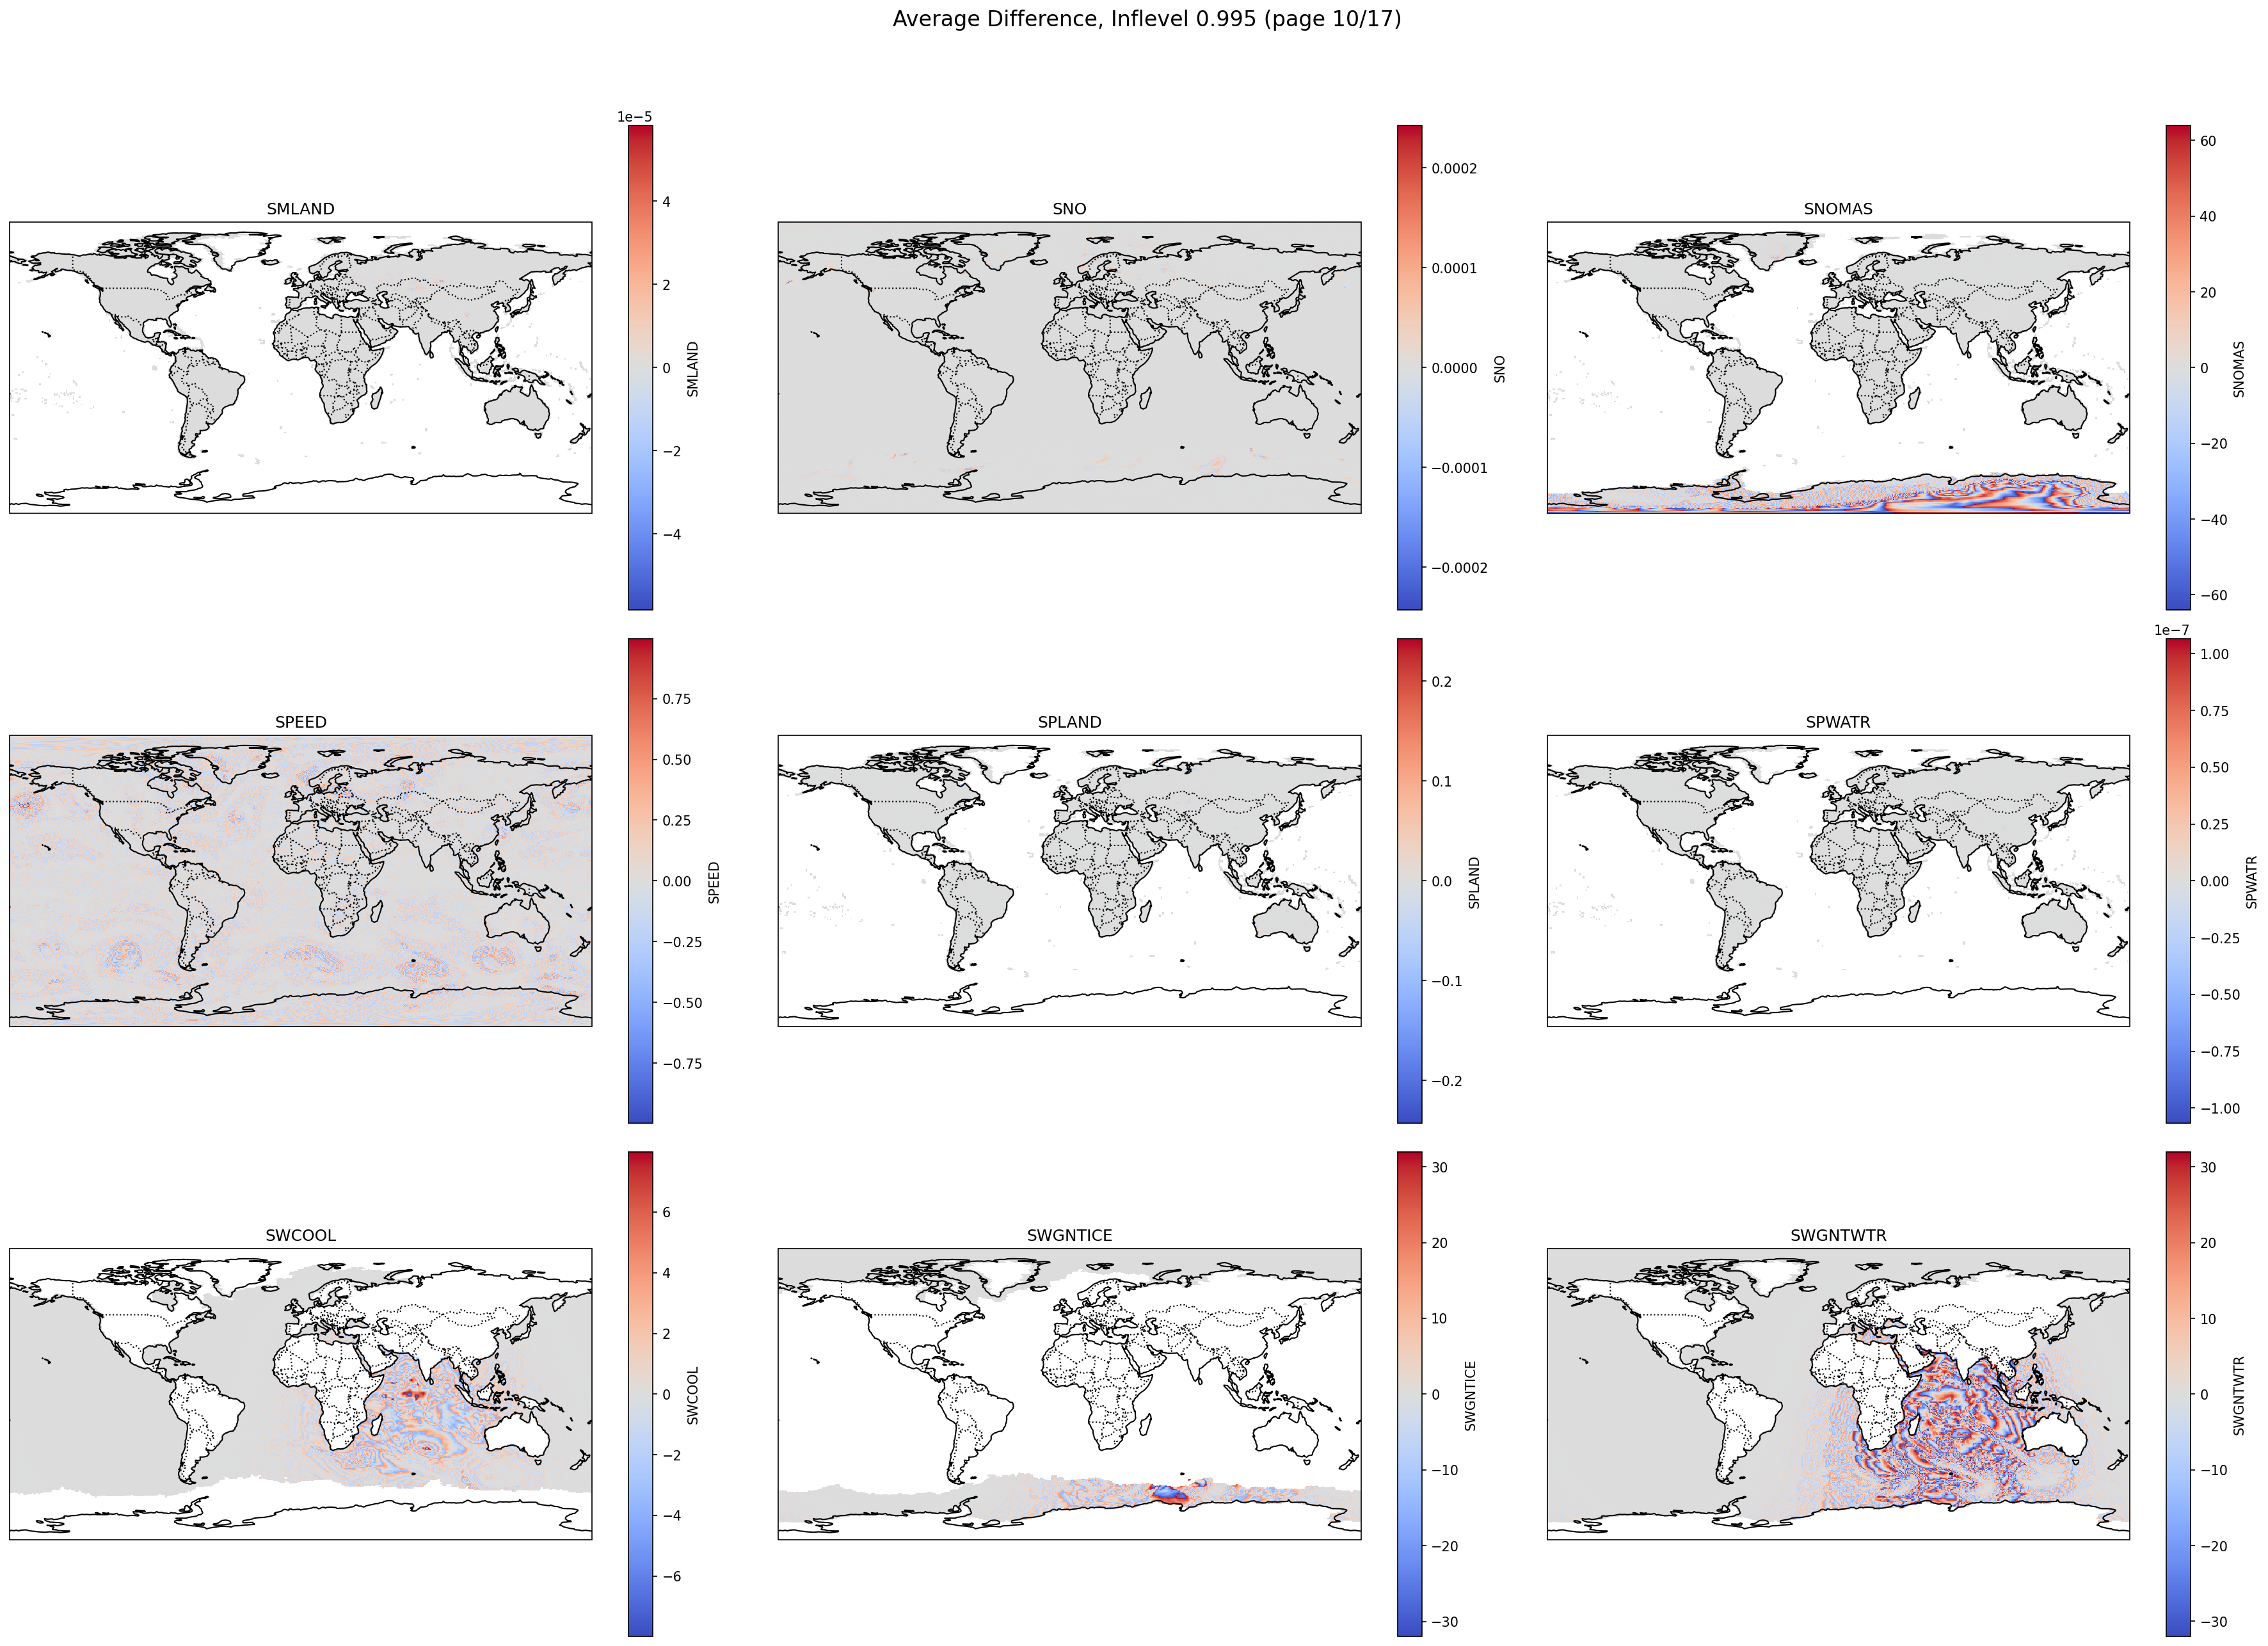 Average Difference, Inflevel 0.995 (page 10/17)
SMLAND
1e−5
4
2
0
−2
−4
SMLAND
SNO
0.0002
0.0001
0.0000
−0.0001
−0.0002
SNO
SNOMAS
60
40
20
0
−20
−40
−60
SNOMAS
SPEED
0.75
0.50
0.25
0.00
−0.25
−0.50
−0.75
SPEED
SPLAND
0.2
0.1
0.0
−0.1
−0.2
SPLAND
SPWATR
1e−7
1.00
0.75
0.50
0.25
0.00
−0.25
−0.50
−0.75
−1.00
SPWATR
SWCOOL
6
4
2
0
−2
−4
−6
SWCOOL
SWGNTICE
30
20
10
0
−10
−20
−30
SWGNTICE
SWGNTWTR
30
20
10
0
−10
−20
−30
SWGNTWTR